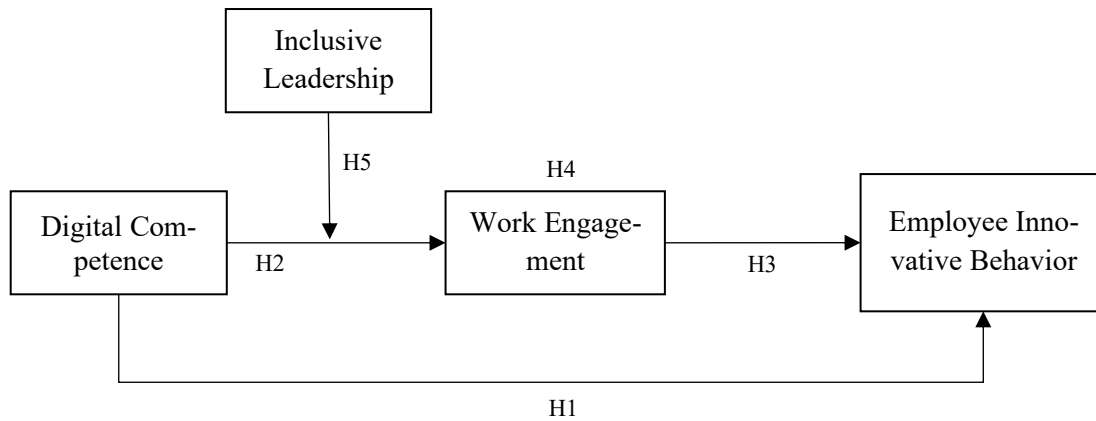 Inclusive
Leadership
H5
H4
Digital Com-
petence
Work Engage-
ment
Employee Inno-
vative Behavior
H2
H3
H1